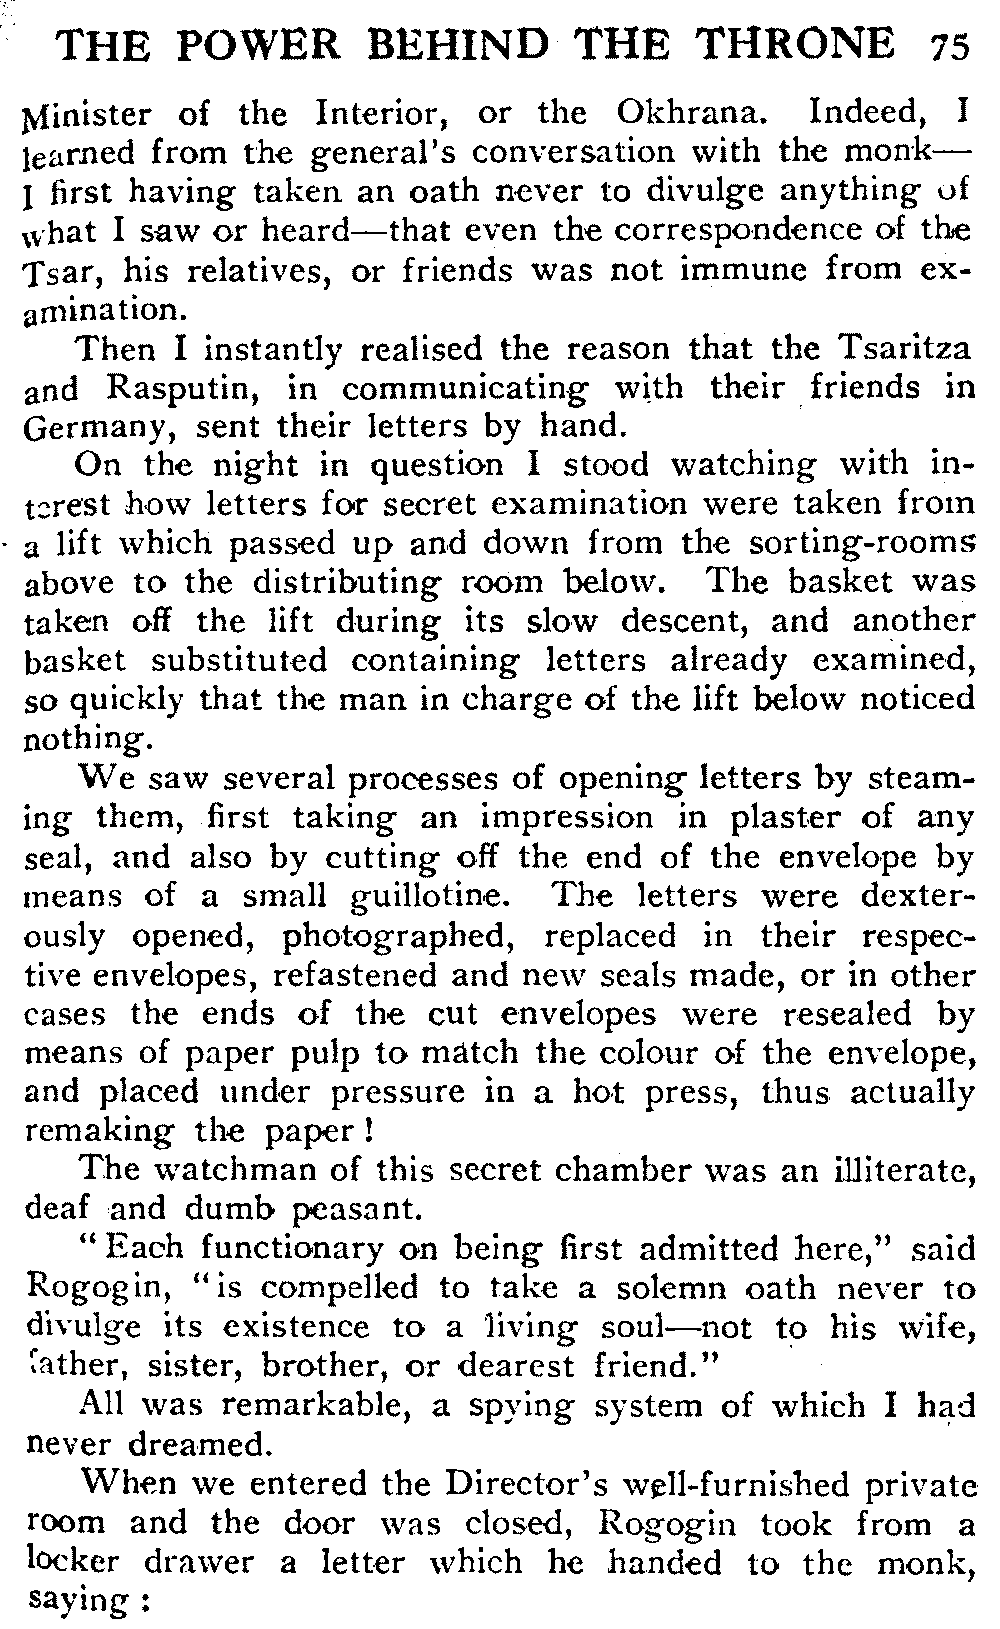 THE POWER BEHIND THE THRONE 75
Minister of the Interior, or the Okhrana. Indeed, I
learned from the general's conversation with the monk—
I first having taken an oath never to divulge anything of
what I saw or heard—that even the correspondence of the
Tsar, his relatives, or friends was not immune from ex-
amination.
Then I instantly realised the reason that the Tsaritza
and Rasputin, in communicating with their friends in
Germany, sent their letters by hand.
On the night in question I stood watching with in-
terest how letters for secret examination were taken from
a lift which passed up and down from the sorting-rooms
above to the distributing room below. The basket was
taken off the lift during its slow descent, and another
basket substituted containing letters already examined,
so quickly that the man in charge of the lift below noticed
nothing.
We saw several processes of opening letters by steam-
ing them, first taking an impression in plaster of any
seal, and also by cutting off the end of the envelope by
means of a small guillotine. The letters were dexter-
ously opened, photographed, replaced in their respec-
tive envelopes, refastened and new seals made, or in other
cases the ends of the cut envelopes were resealed by
means of paper pulp to match the colour of the envelope,
and placed under pressure in a hot press, thus actually
remaking the paper !
The watchman of this secret chamber was an illiterate,
deaf and dumb peasant.
"Each functionary on being first admitted here," said
Rogogin, "is compelled to take a solemn oath never to
divulge its existence to a living soul—not to his wife,
father, sister, brother, or dearest friend."
All was remarkable, a spying system of which I had
never dreamed.
When we entered the Director's well-furnished private
room and the door was closed, Rogogin took from a
locker drawer a letter which he handed to the monk,
saying :